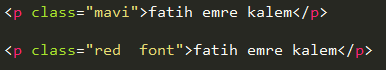 <p class="mavi">fatih emre kalem</p>
<p class="red  font">fatih emre kalem</p>